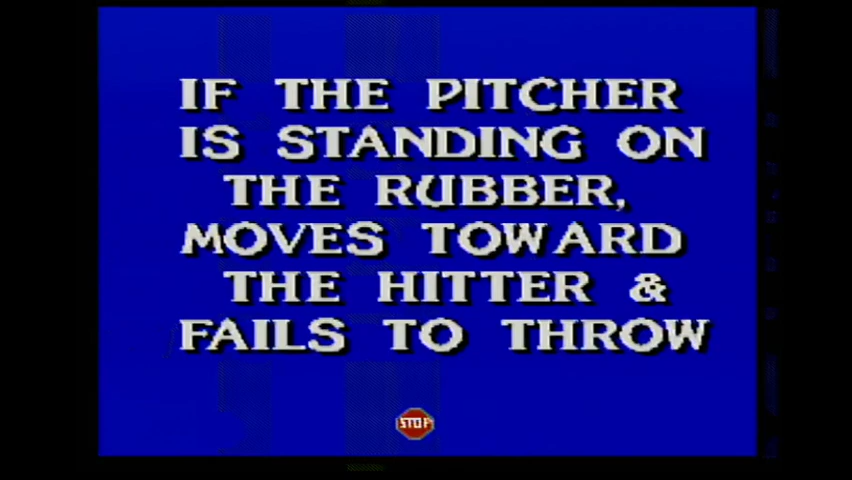 IF THE PITCHER
IS STANDING ON
THE RUBBER,
MOVES TOWARD
THE HITTER &
FAILS TO THROW
STOP